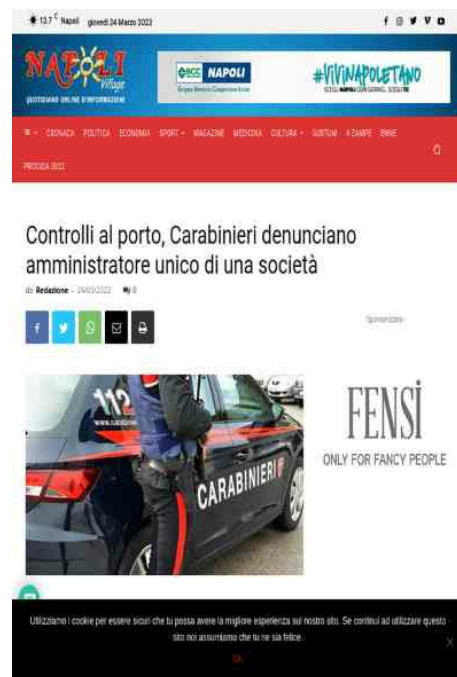 13.7 C Napoli giovedì 24 Marzo 2022
NAPOLI
Village
QUOTIDIANO ONLINE D'INFORMAZIONE
BCC NAPOLI
#VIVINAPOLETANO
CRONACA POLITICA ECONOMIA SPORT MAGAZINE MEDICINA CULTURA GUSTUM 4 ZAMPE ENNE
PROCIDA 2022
Controlli al porto, Carabinieri denunciano
amministratore unico di una società
da Redazione - 24/03/2022 0
- Sponsorizzato -
112
www.carabinieri
CARABINIERI
FENSİ
ONLY FOR FANCY PEOPLE
Utilizziamo i cookie per essere sicuri che tu possa avere la migliore esperienza sul nostro sito. Se continui ad utilizzare questo
sito noi assumiamo che tu ne sia felice.
Ok
X